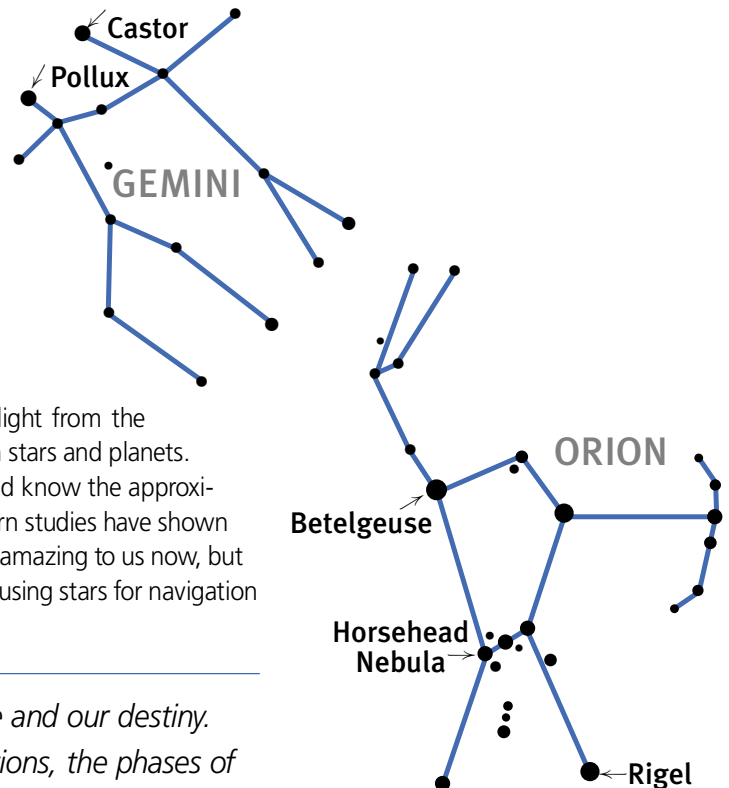 Castor
Pollux
GEMINI
light from the
stars and planets.
d know the approxi-
rn studies have shown
amazing to us now, but
using stars for navigation
ORION
Betelgeuse
Horsehead
Nebula
e and our destiny.
ions, the phases of
Rigel